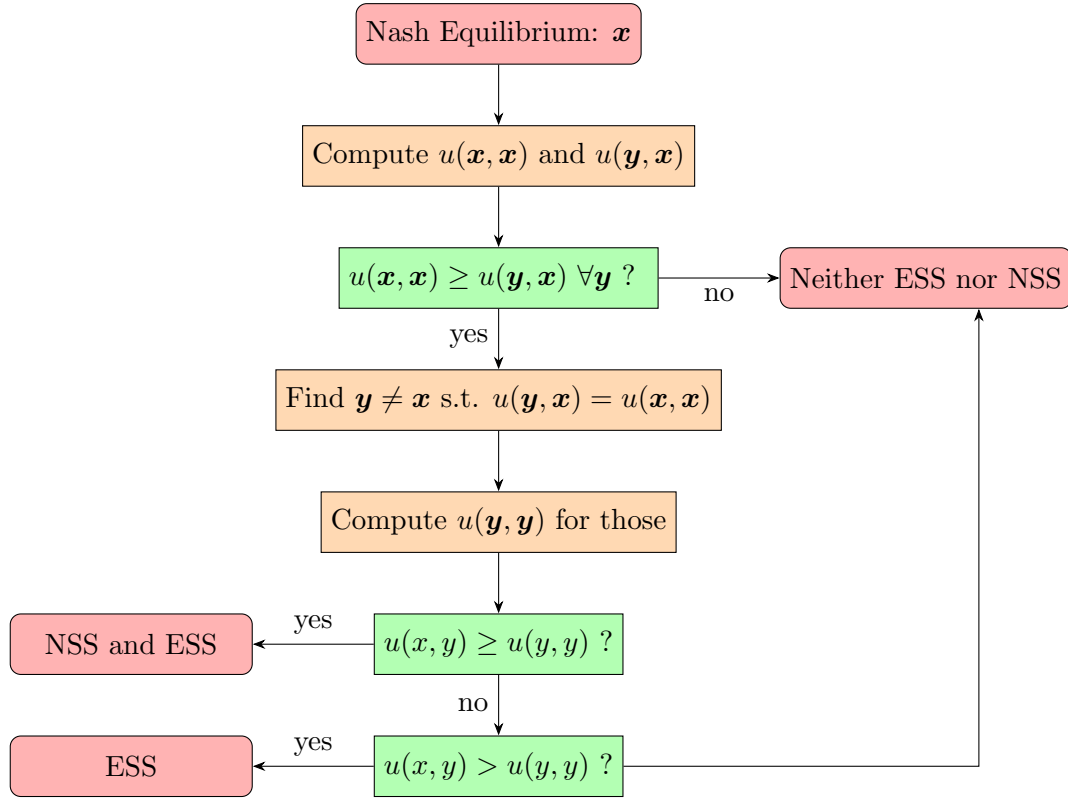 Nash Equilibrium: 𝒙
Compute u(𝒙, 𝒙) and u(𝒚, 𝒙)
u(𝒙, 𝒙) ≥ u(𝒚, 𝒙) ∀𝒚 ?
no
Neither ESS nor NSS
yes
Find 𝒚 ≠ 𝒙 s.t. u(𝒚, 𝒙) = u(𝒙, 𝒙)
Compute u(𝒚, 𝒚) for those
NSS and ESS
yes
u(x, y) ≥ u(y, y) ?
no
ESS
yes
u(x, y) > u(y, y) ?